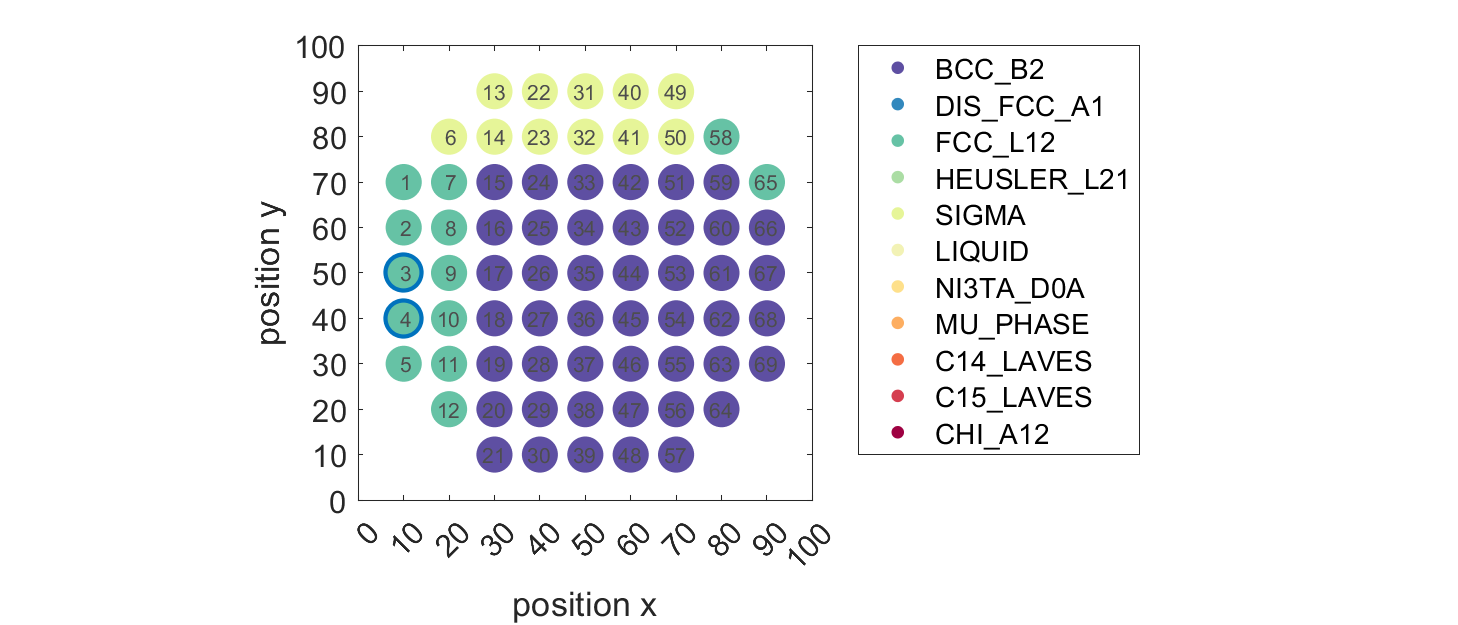 100
90 13 22 31 40 49
80 6 14 23 32 41 50 58
70 1 7 15 24 33 42 51 59 65
60 2 8 16 25 34 43 52 60 66
50 3 9 17 26 35 44 53 61 67
40 4 10 18 27 36 45 54 62 68
30 5 11 19 28 37 46 55 63 69
20 12 20 29 38 47 56 64
10 21 30 39 48 57
0
position y
0 10 20 30 40 50 60 70 80 90 100
position x
BCC_B2
DIS_FCC_A1
FCC_L12
HEUSLER_L21
SIGMA
LIQUID
NI3TA_D0A
MU_PHASE
C14_LAVES
C15_LAVES
CHI_A12